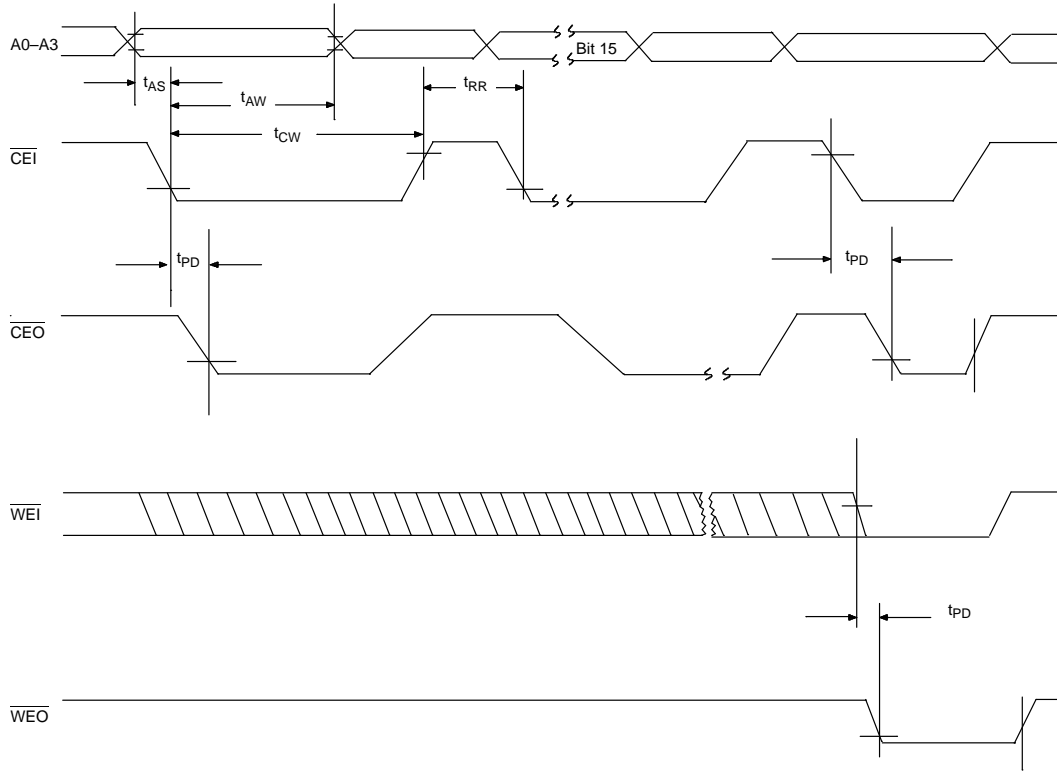 A0–A3
Bit 15
tAS
tRR
tAW
tCW
CEI
tPD
tPD
CEO
WEI
tPD
WEO